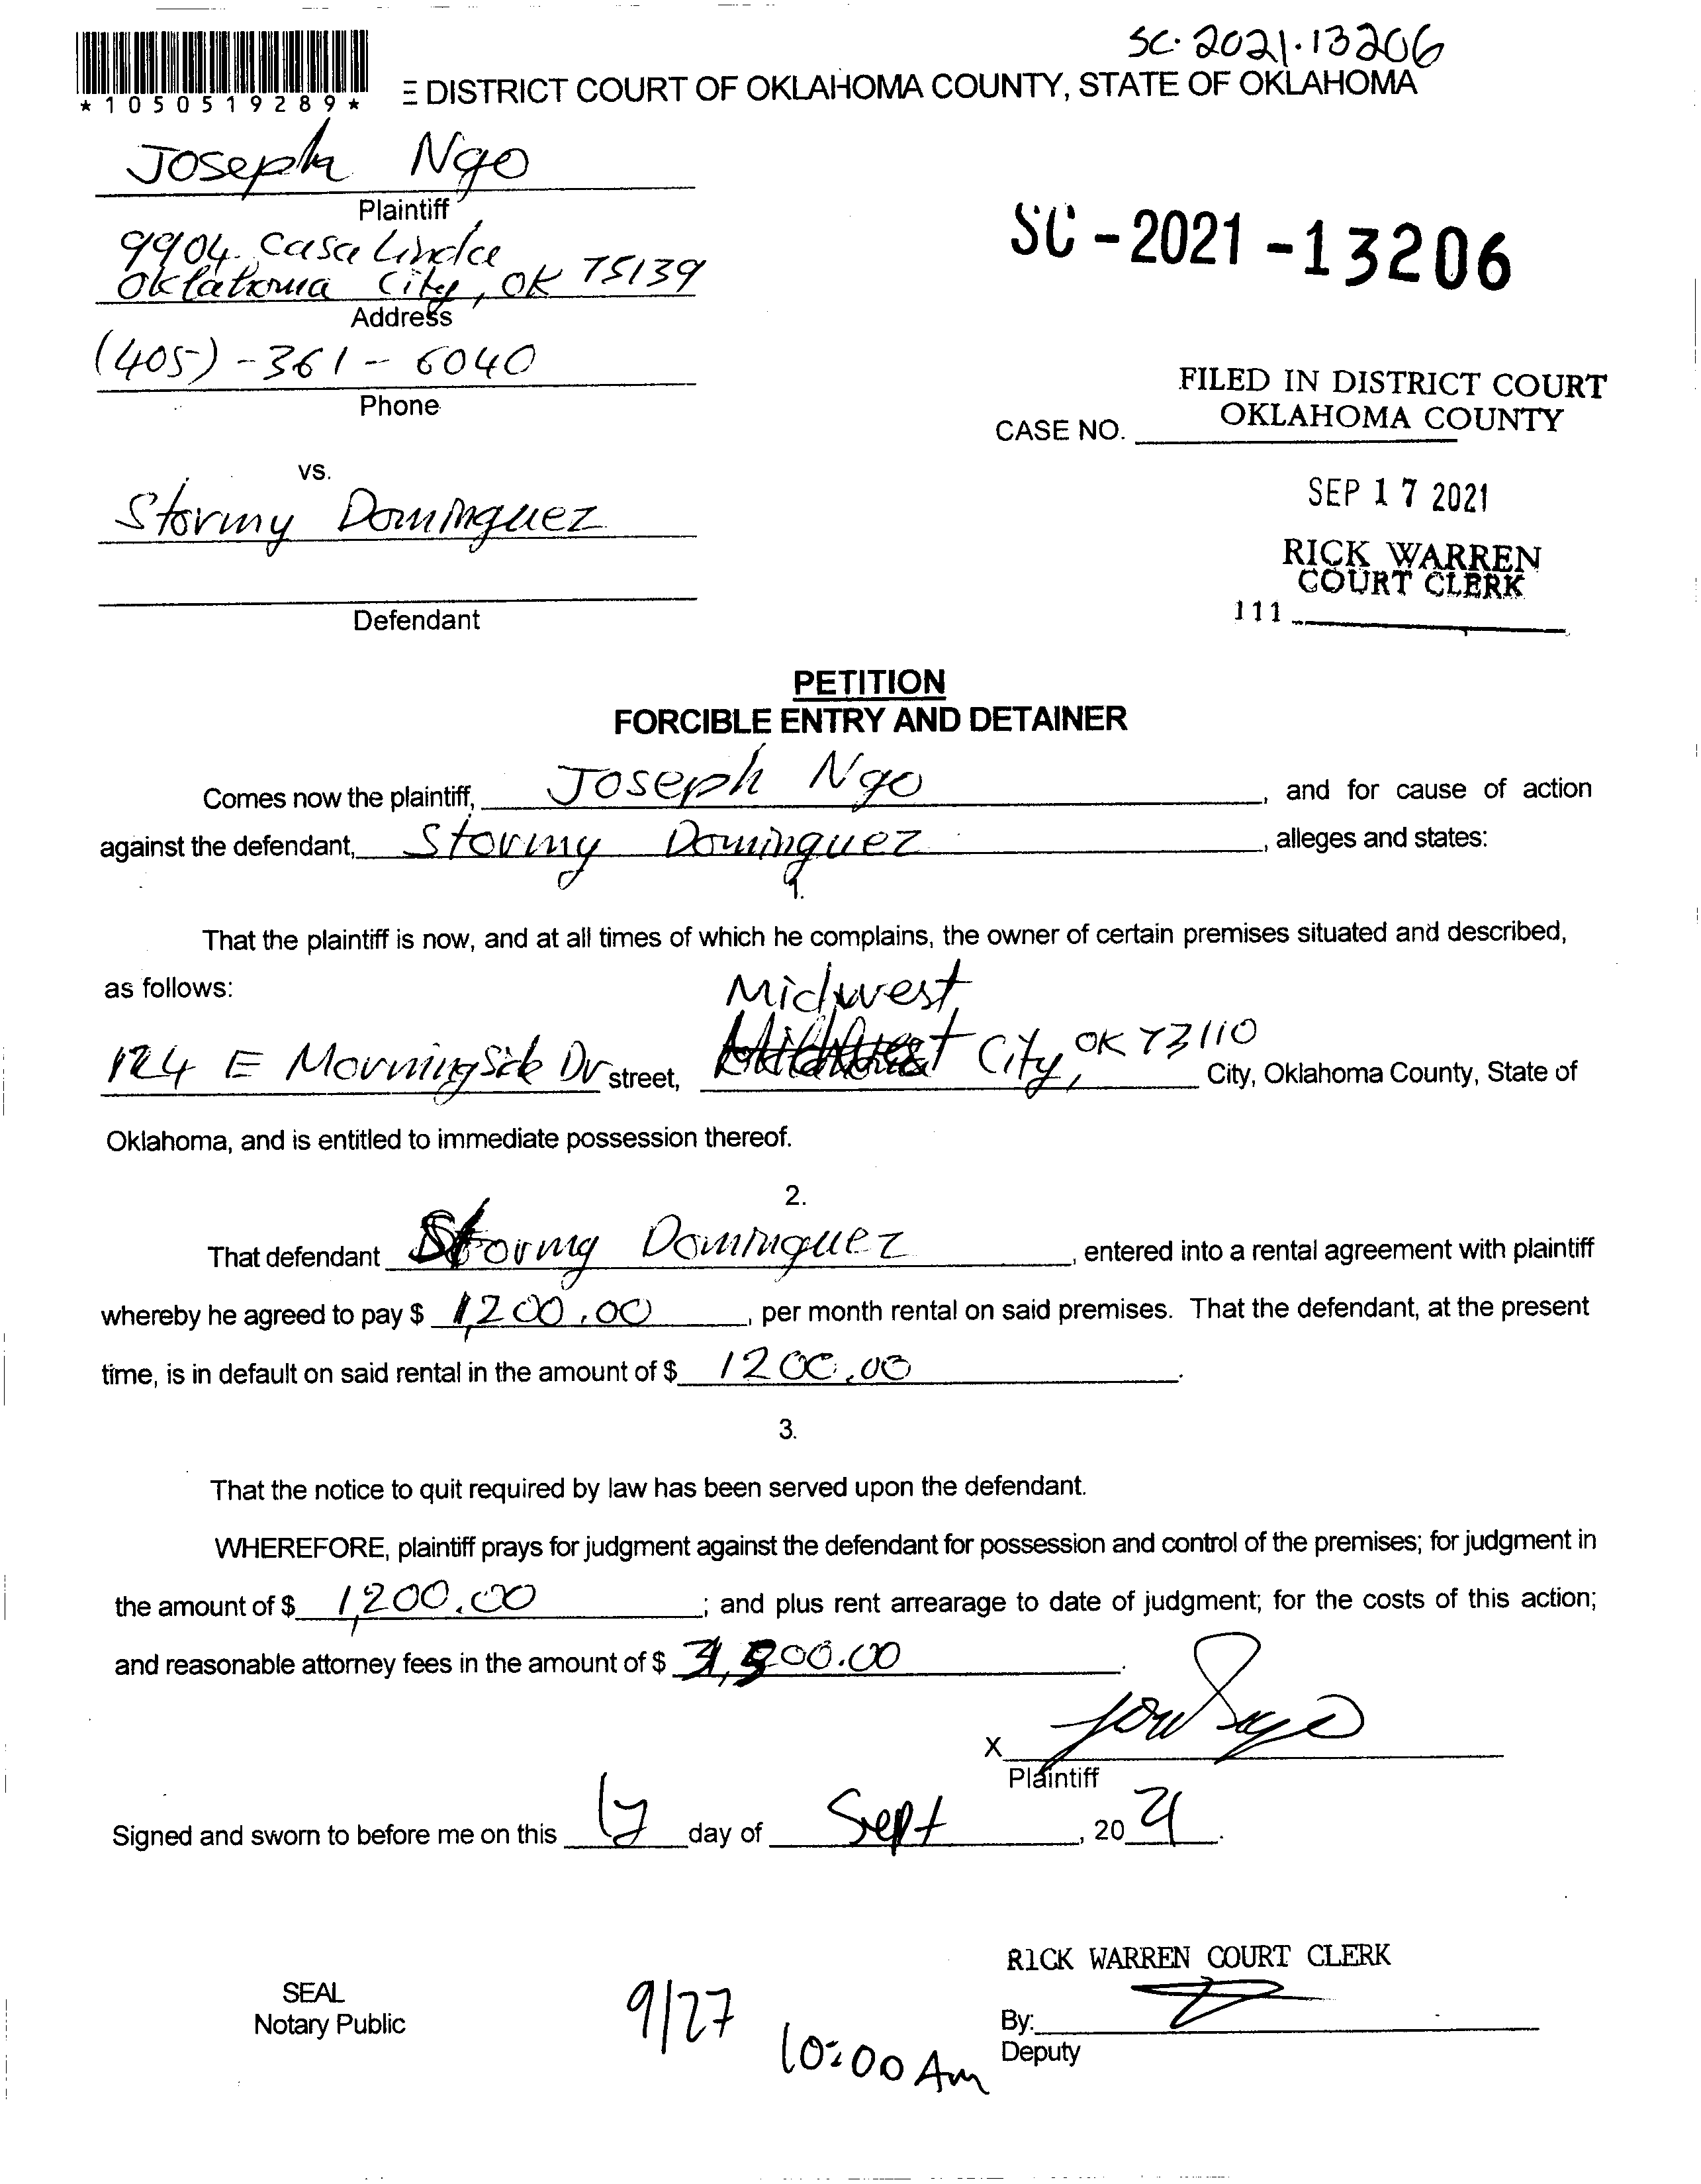 SC-2021-13206
*1050519289*
E DISTRICT COURT OF OKLAHOMA COUNTY, STATE OF OKLAHOMA
Joseph Ngo
Plaintiff
SC-2021-13206
9904 Casa Linda
Oklahoma City, OK 75139
Address
(405)-361-6040
Phone
FILED IN DISTRICT COURT
OKLAHOMA COUNTY
CASE NO.
vs.
SEP 17 2021
Stormy Dominguez
RICK WARREN
COURT CLERK
111
Defendant
PETITION
FORCIBLE ENTRY AND DETAINER
Comes now the plaintiff, Joseph Ngo, and for cause of action
against the defendant, Stormy Dominguez, alleges and states:
1.
That the plaintiff is now, and at all times of which he complains, the owner of certain premises situated and described,
as follows:
Midwest
124 E Morningside Dr street, City, OK 73110 City, Oklahoma County, State of
Oklahoma, and is entitled to immediate possession thereof.
2.
That defendant Stormy Dominguez, entered into a rental agreement with plaintiff
whereby he agreed to pay $ 1,200.00, per month rental on said premises. That the defendant, at the present
time, is in default on said rental in the amount of $ 1200.00.
3.
That the notice to quit required by law has been served upon the defendant.
WHEREFORE, plaintiff prays for judgment against the defendant for possession and control of the premises; for judgment in
the amount of $ 1,200.00; and plus rent arrearage to date of judgment; for the costs of this action;
and reasonable attorney fees in the amount of $
X
Plaintiff
Signed and sworn to before me on this 17 day of Sept, 20 21.
RICK WARREN COURT CLERK
SEAL
Notary Public
9/27
10:00 Am
By:
Deputy